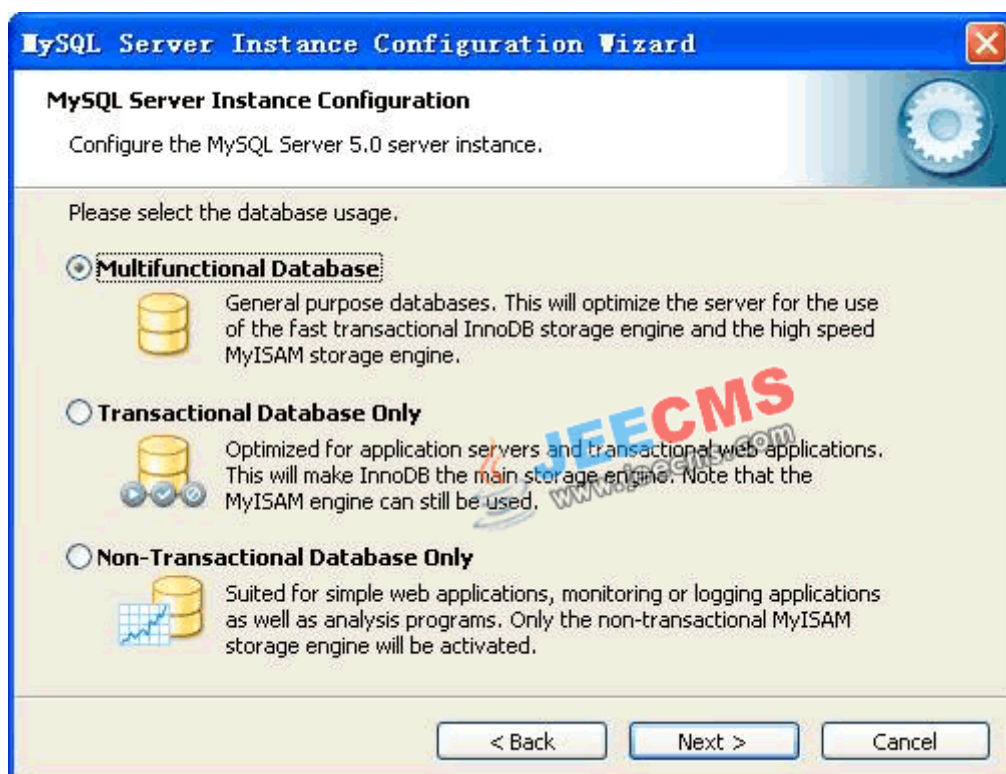 MySQL Server Instance Configuration Wizard
MySQL Server Instance Configuration
Configure the MySQL Server 5.0 server instance.
Please select the database usage.
Multifunctional Database
General purpose databases. This will optimize the server for the use
of the fast transactional InnoDB storage engine and the high speed
MyISAM storage engine.
Transactional Database Only
Optimized for application servers and transactional web applications.
This will make InnoDB the main storage engine. Note that the
MyISAM engine can still be used.
JEECMS
www.jeecms.com
Non-Transactional Database Only
Suited for simple web applications, monitoring or logging applications
as well as analysis programs. Only the non-transactional MyISAM
storage engine will be activated.
< Back
Next >
Cancel